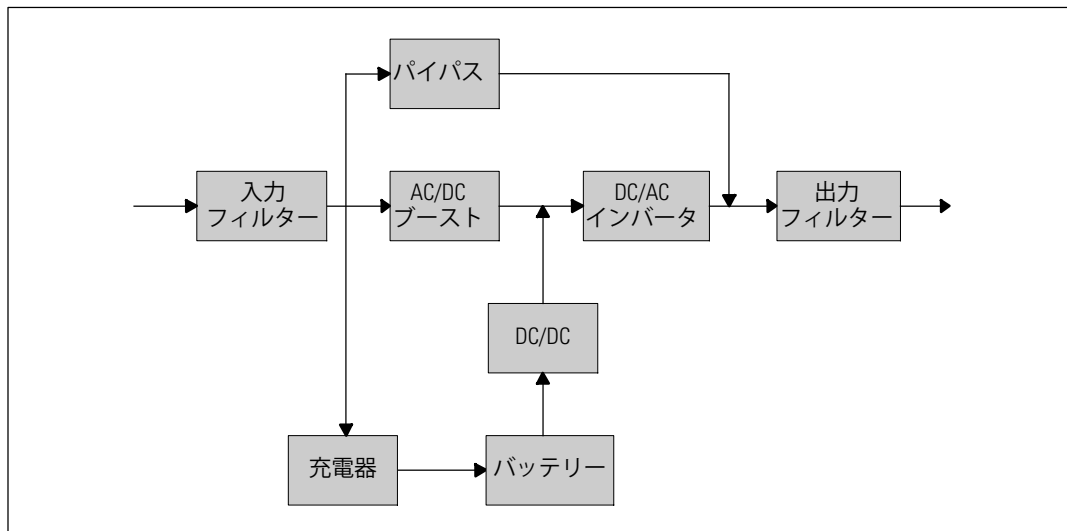 パイパス
入力
フィルター
AC/DC
ブースト
DC/AC
インバータ
出力
フィルター
DC/DC
充電器
バッテリー